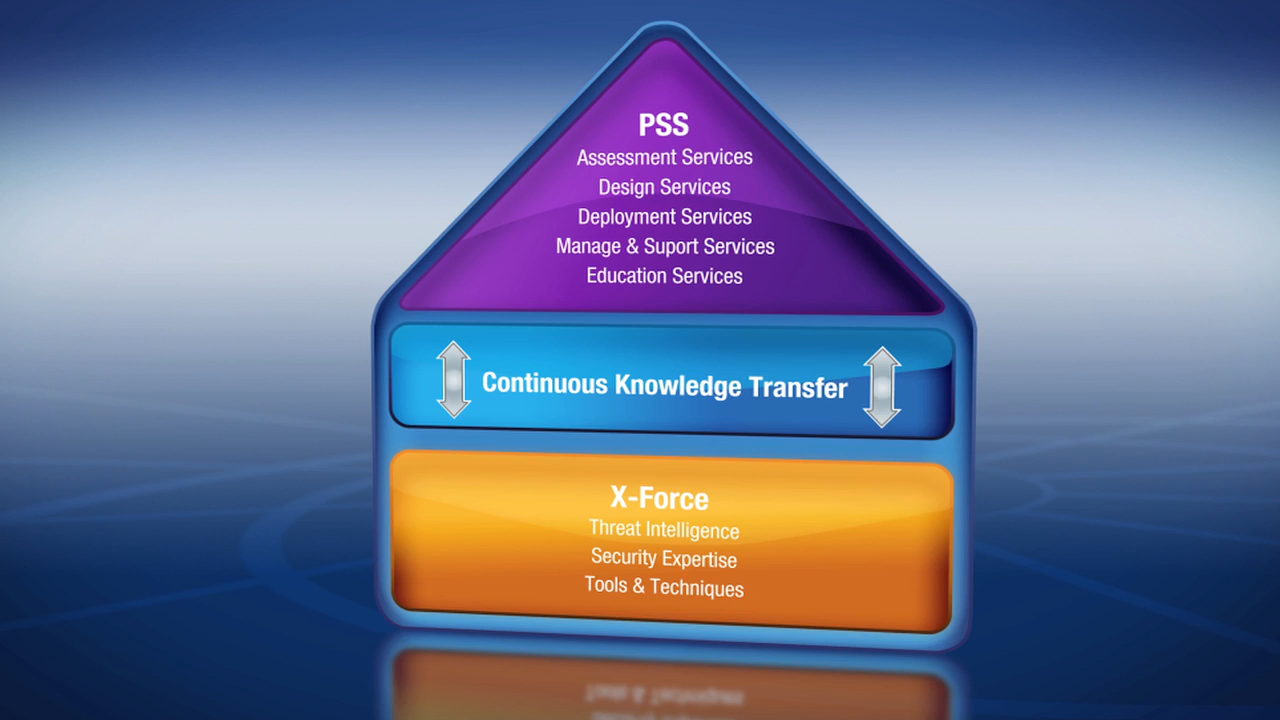 PSS
Assessment Services
Design Services
Deployment Services
Manage & Suport Services
Education Services
Continuous Knowledge Transfer
X-Force
Threat Intelligence
Security Expertise
Tools & Techniques